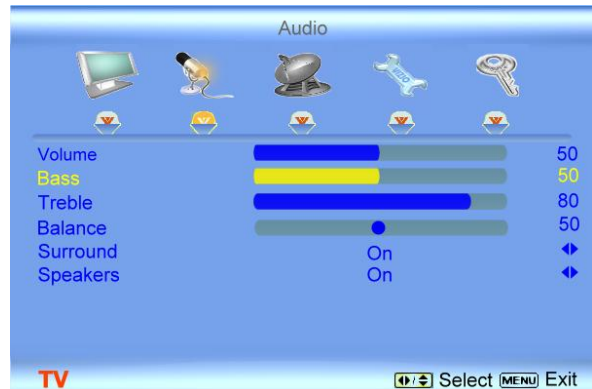 Audio
Volume 50
Bass 50
Treble 80
Balance 50
Surround On
Speakers On
TV Select MENU Exit